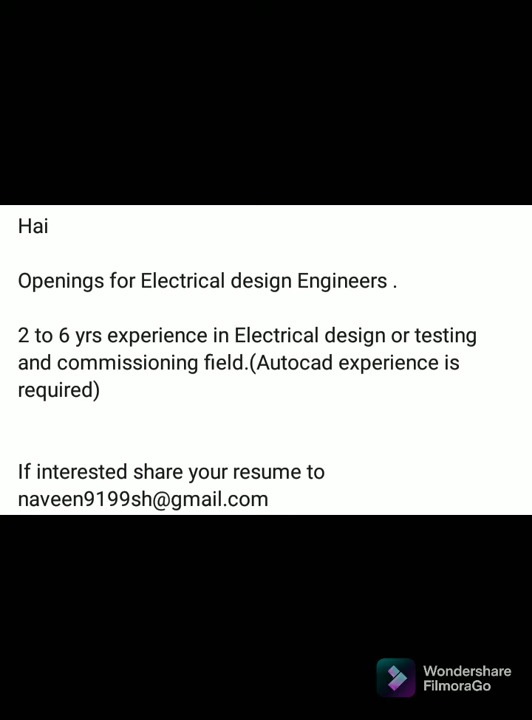 Hai
Openings for Electrical design Engineers .
2 to 6 yrs experience in Electrical design or testing
and commissioning field.(Autocad experience is
required)
If interested share your resume to
naveen9199sh@gmail.com
Wondershare
FilmoraGo